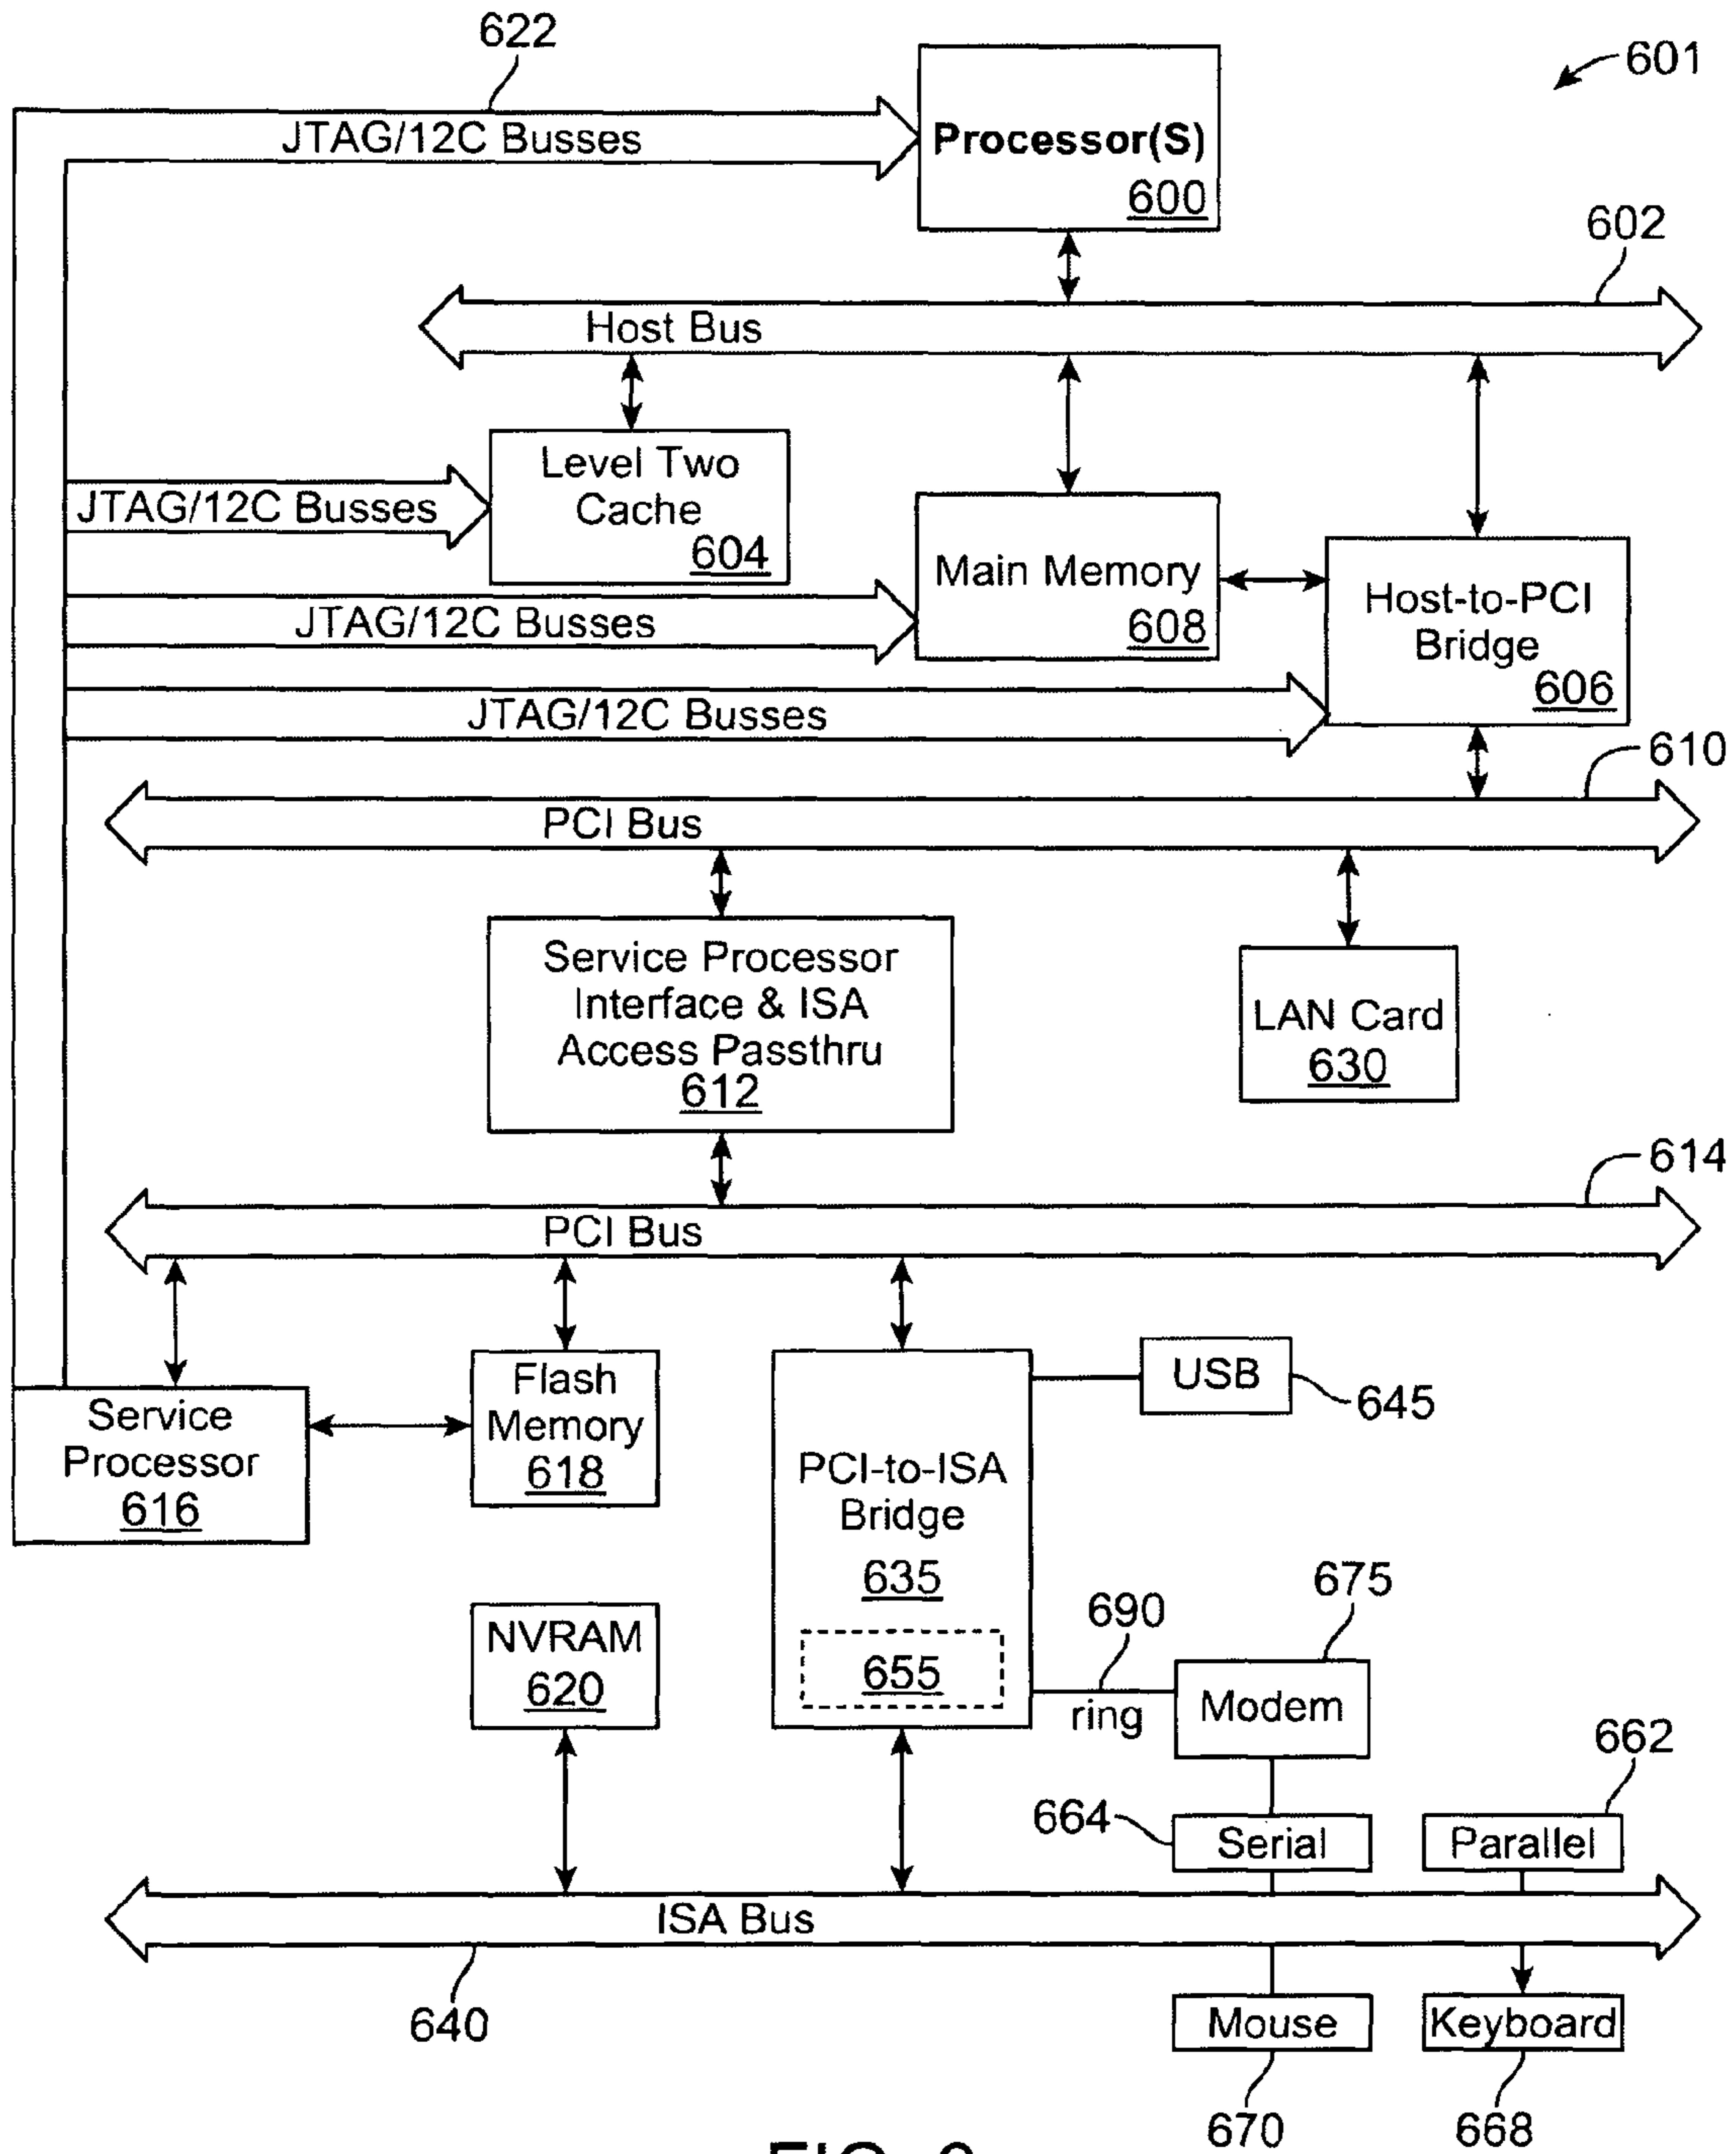 622
601
JTAG/12C Busses
Processor(S)
600
602
Host Bus
Level Two
Cache
604
JTAG/12C Busses
Main Memory
608
Host-to-PCI
Bridge
606
JTAG/12C Busses
JTAG/12C Busses
610
PCI Bus
Service Processor
Interface & ISA
Access Passthru
612
LAN Card
630
614
PCI Bus
Service
Processor
616
Flash
Memory
618
PCI-to-ISA
Bridge
635
655
USB
645
NVRAM
620
690
ring
675
Modem
664
Serial
662
Parallel
ISA Bus
640
Mouse
670
Keyboard
668